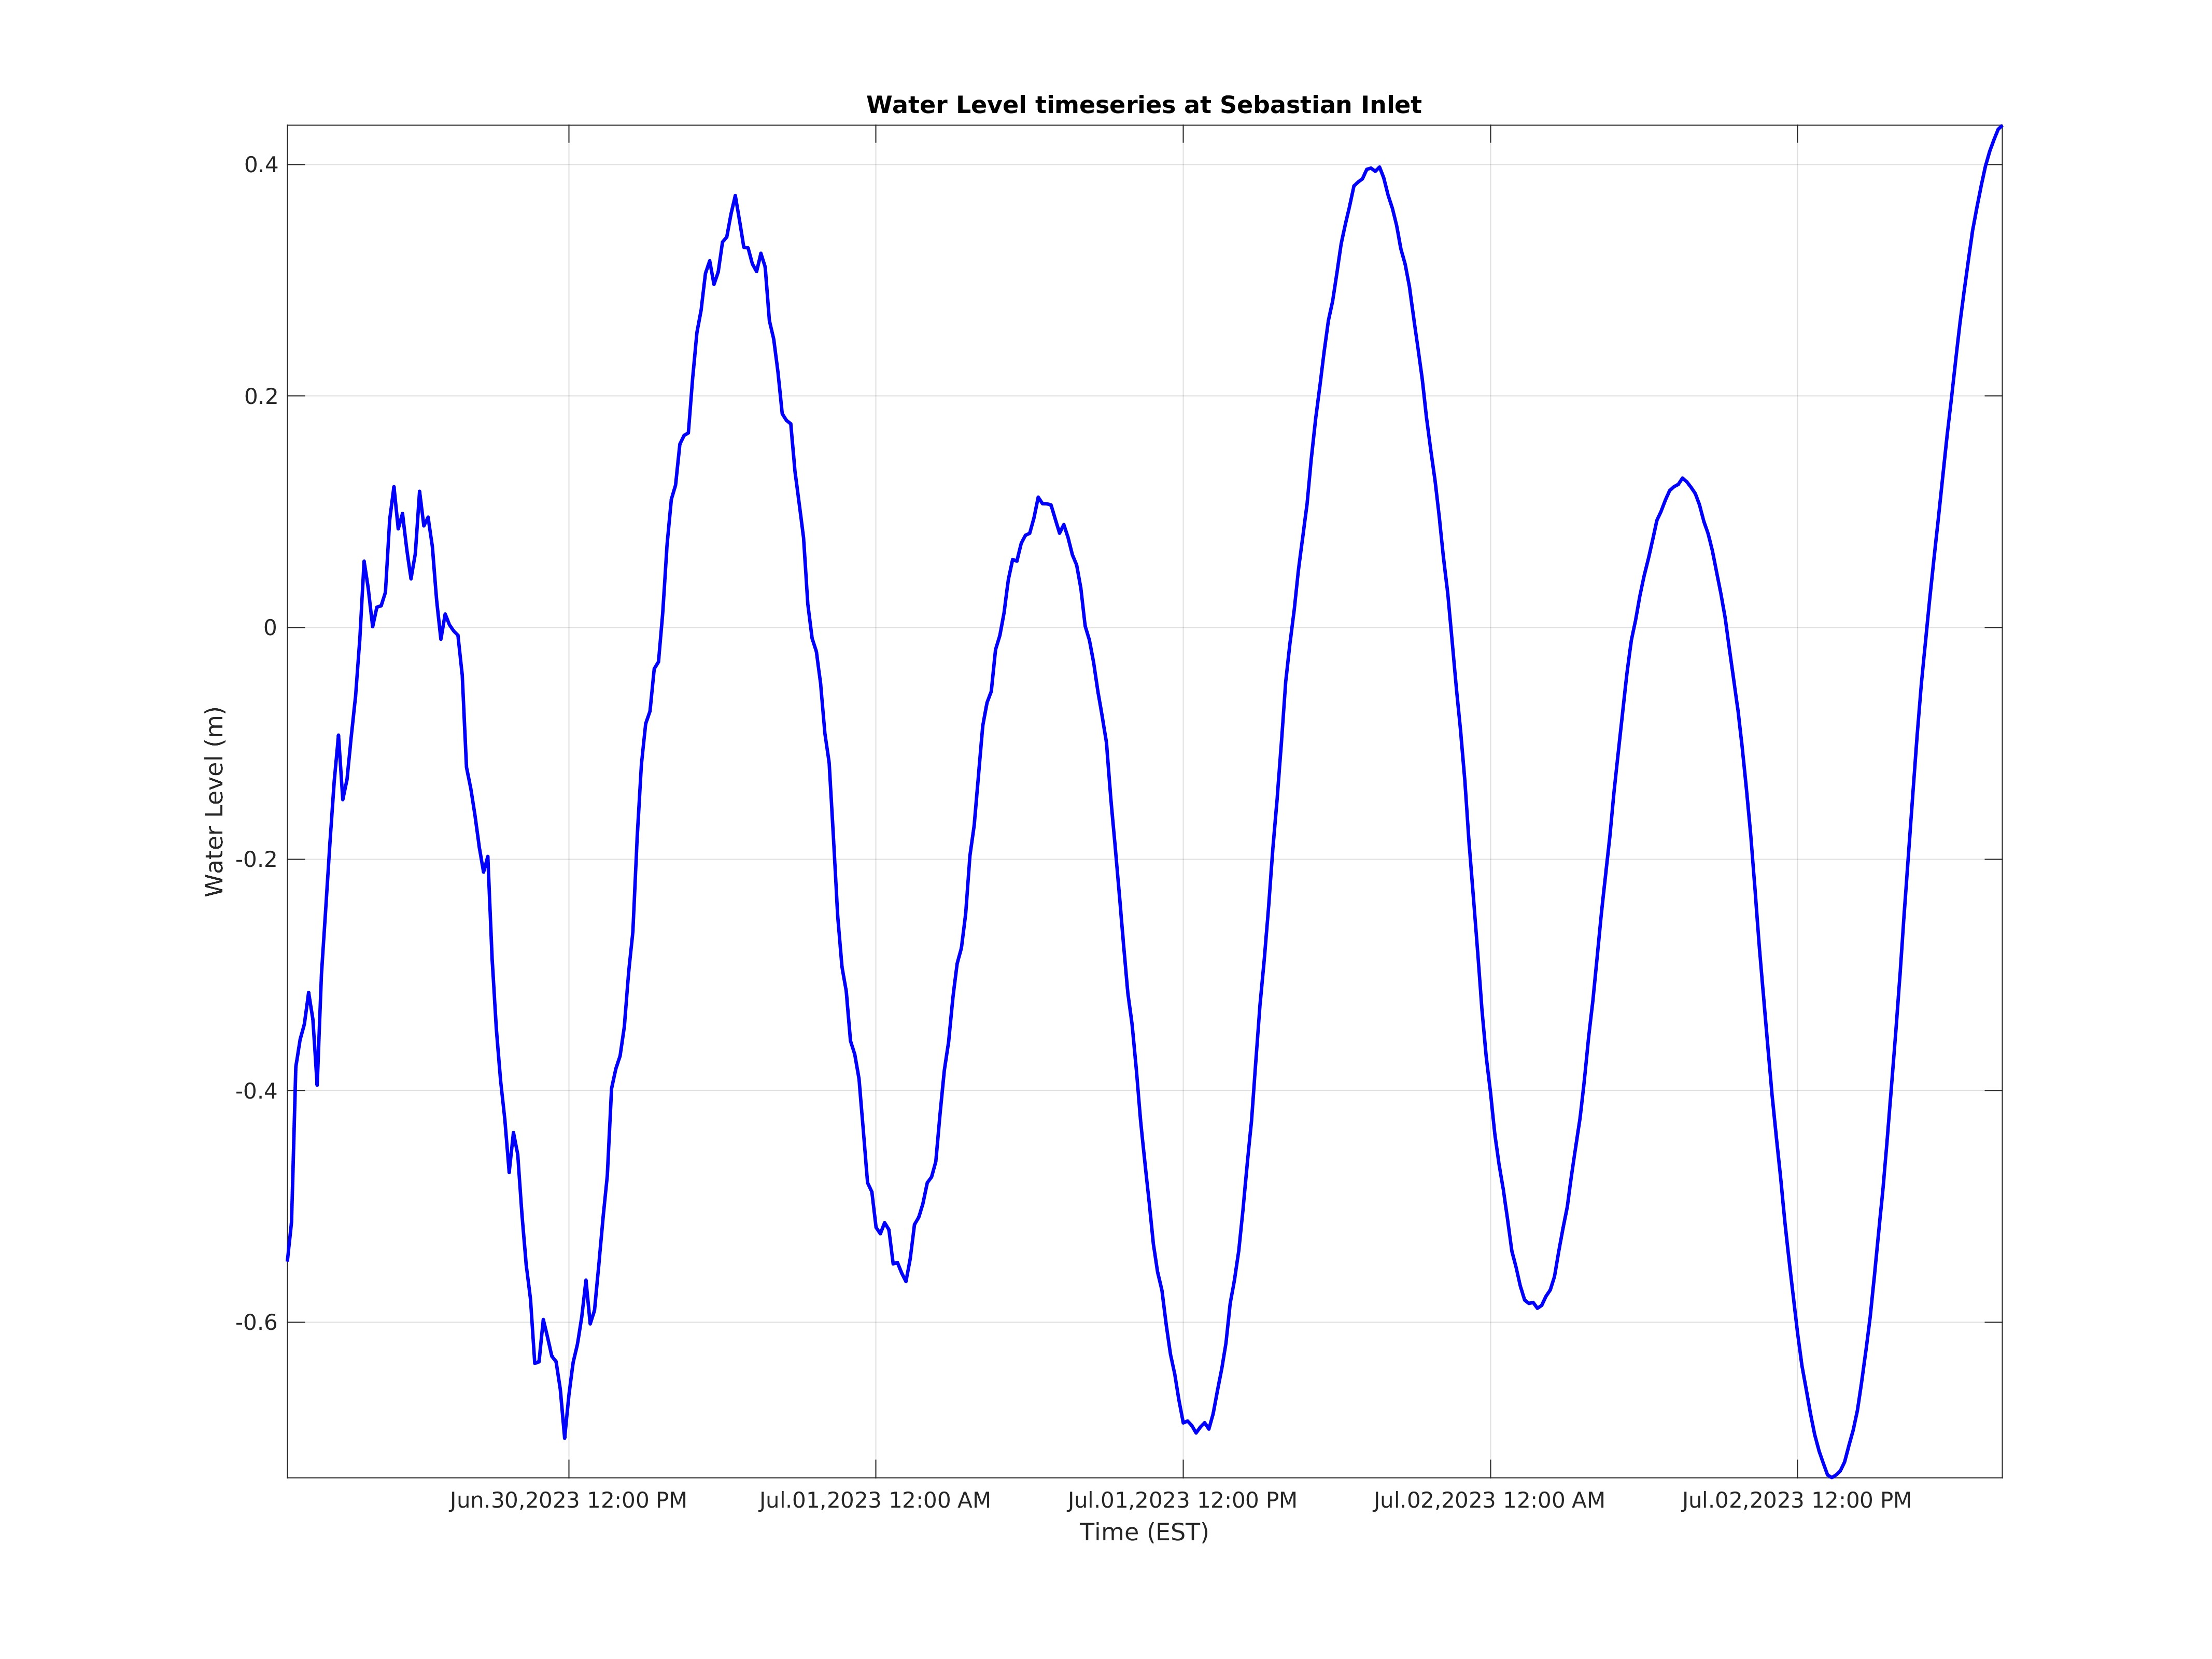 Water Level timeseries at Sebastian Inlet
0.4
0.2
0
-0.2
-0.4
-0.6
Water Level (m)
Jun.30,2023 12:00 PM
Jul.01,2023 12:00 AM
Jul.01,2023 12:00 PM
Jul.02,2023 12:00 AM
Jul.02,2023 12:00 PM
Time (EST)